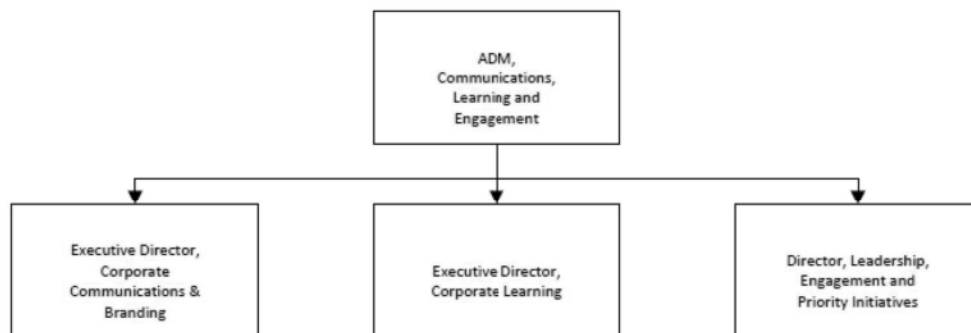 ADM,
Communications,
Learning and
Engagement
Executive Director,
Corporate
Communications &
Branding
Executive Director,
Corporate Learning
Director, Leadership,
Engagement and
Priority Initiatives